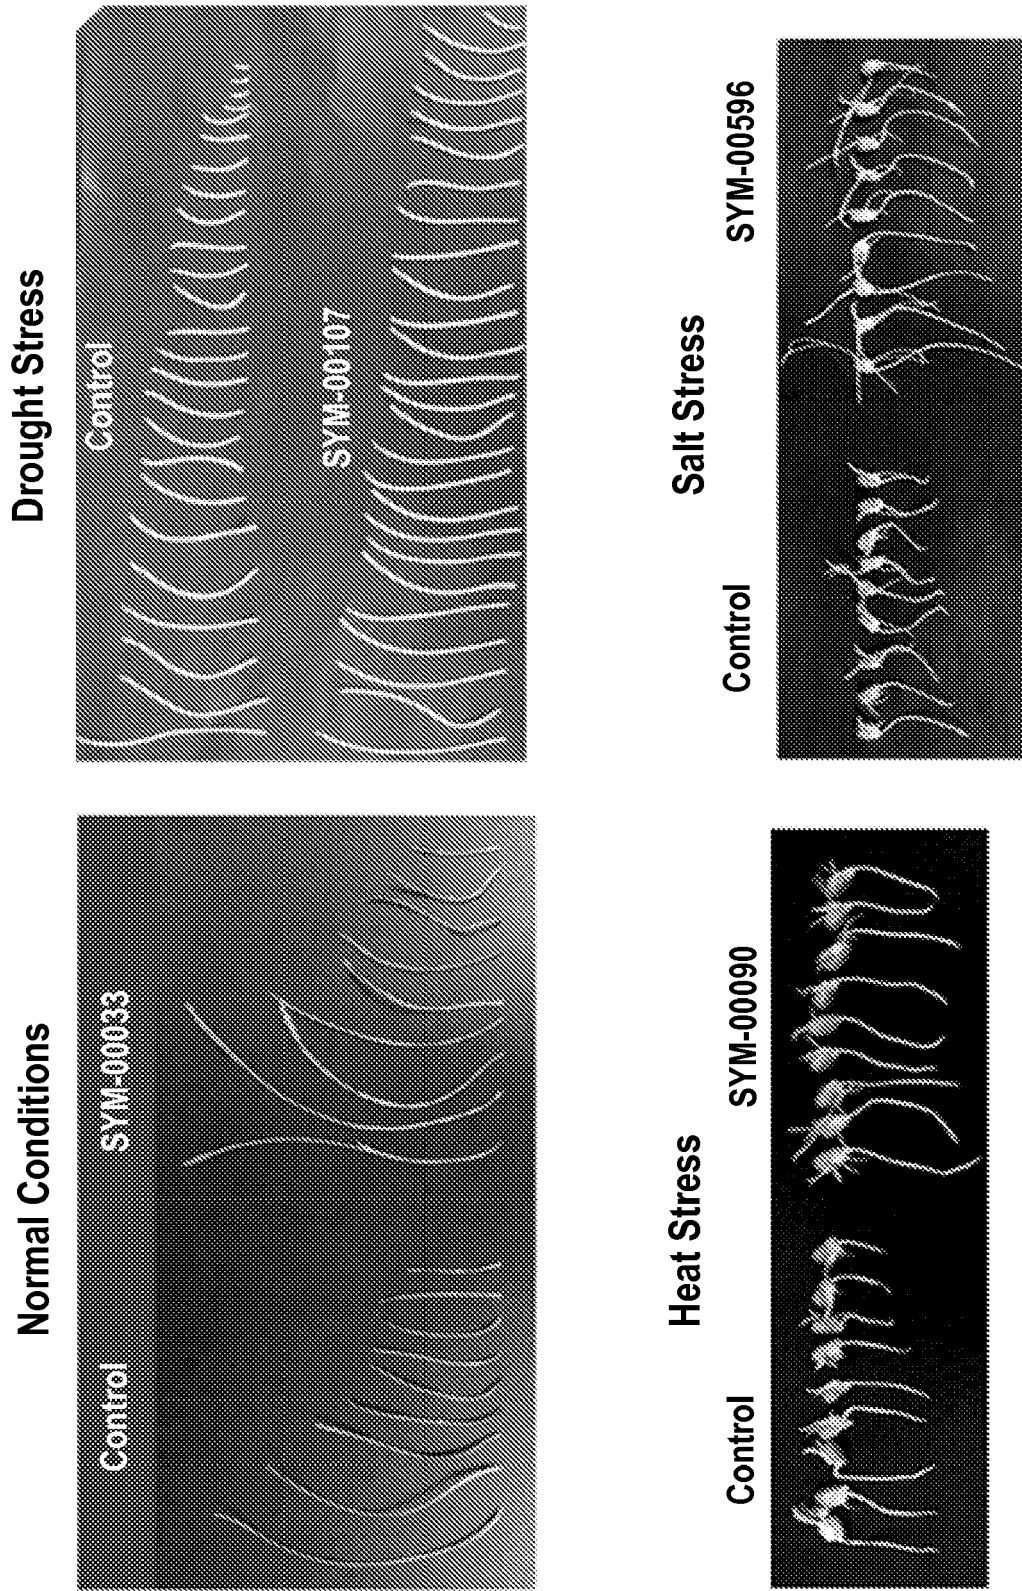 Normal Conditions
Control
SYM-00033
Drought Stress
Control
SYM-00107
Heat Stress
Control
SYM-00090
Salt Stress
Control
SYM-00596